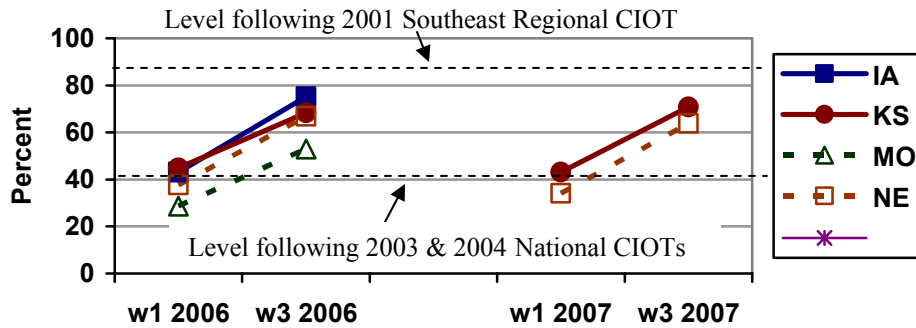 Level following 2001 Southeast Regional CIOT
100
80
60
40
20
0
Percent
Level following 2003 & 2004 National CIOTs
w1 2006 w3 2006 w1 2007 w3 2007
IA
KS
MO
NE